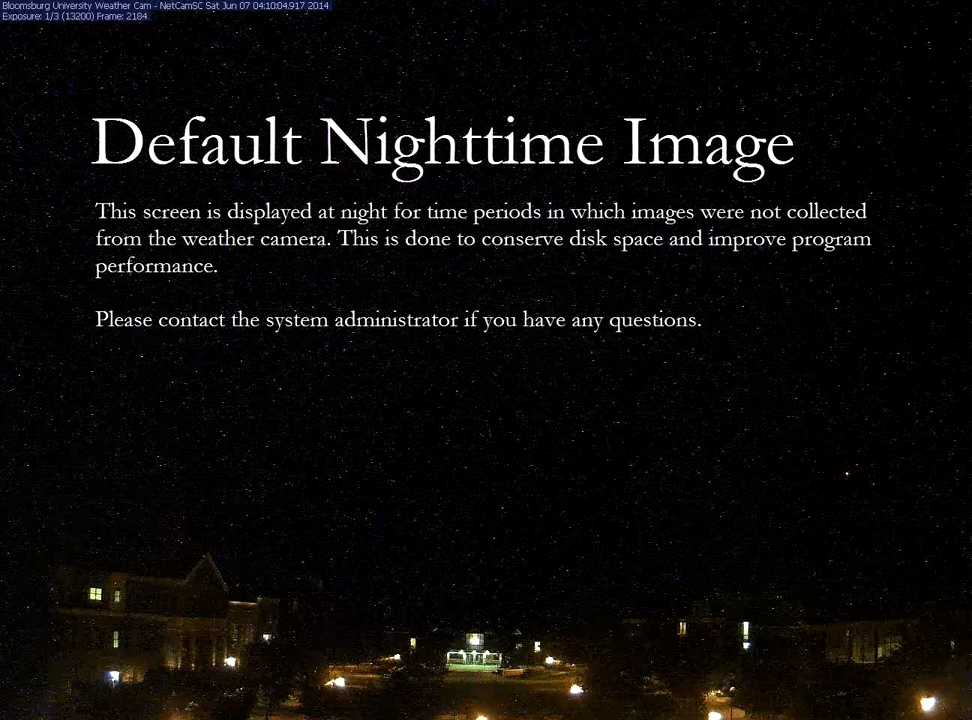 Bloomsburg University Weather Cam - NetCamSC Sat Jun 07 04:10:04.917 2014
Exposure: 1/3 (13200) Frame: 2184
Default Nighttime Image
This screen is displayed at night for time periods in which images were not collected
from the weather camera. This is done to conserve disk space and improve program
performance.
Please contact the system administrator if you have any questions.